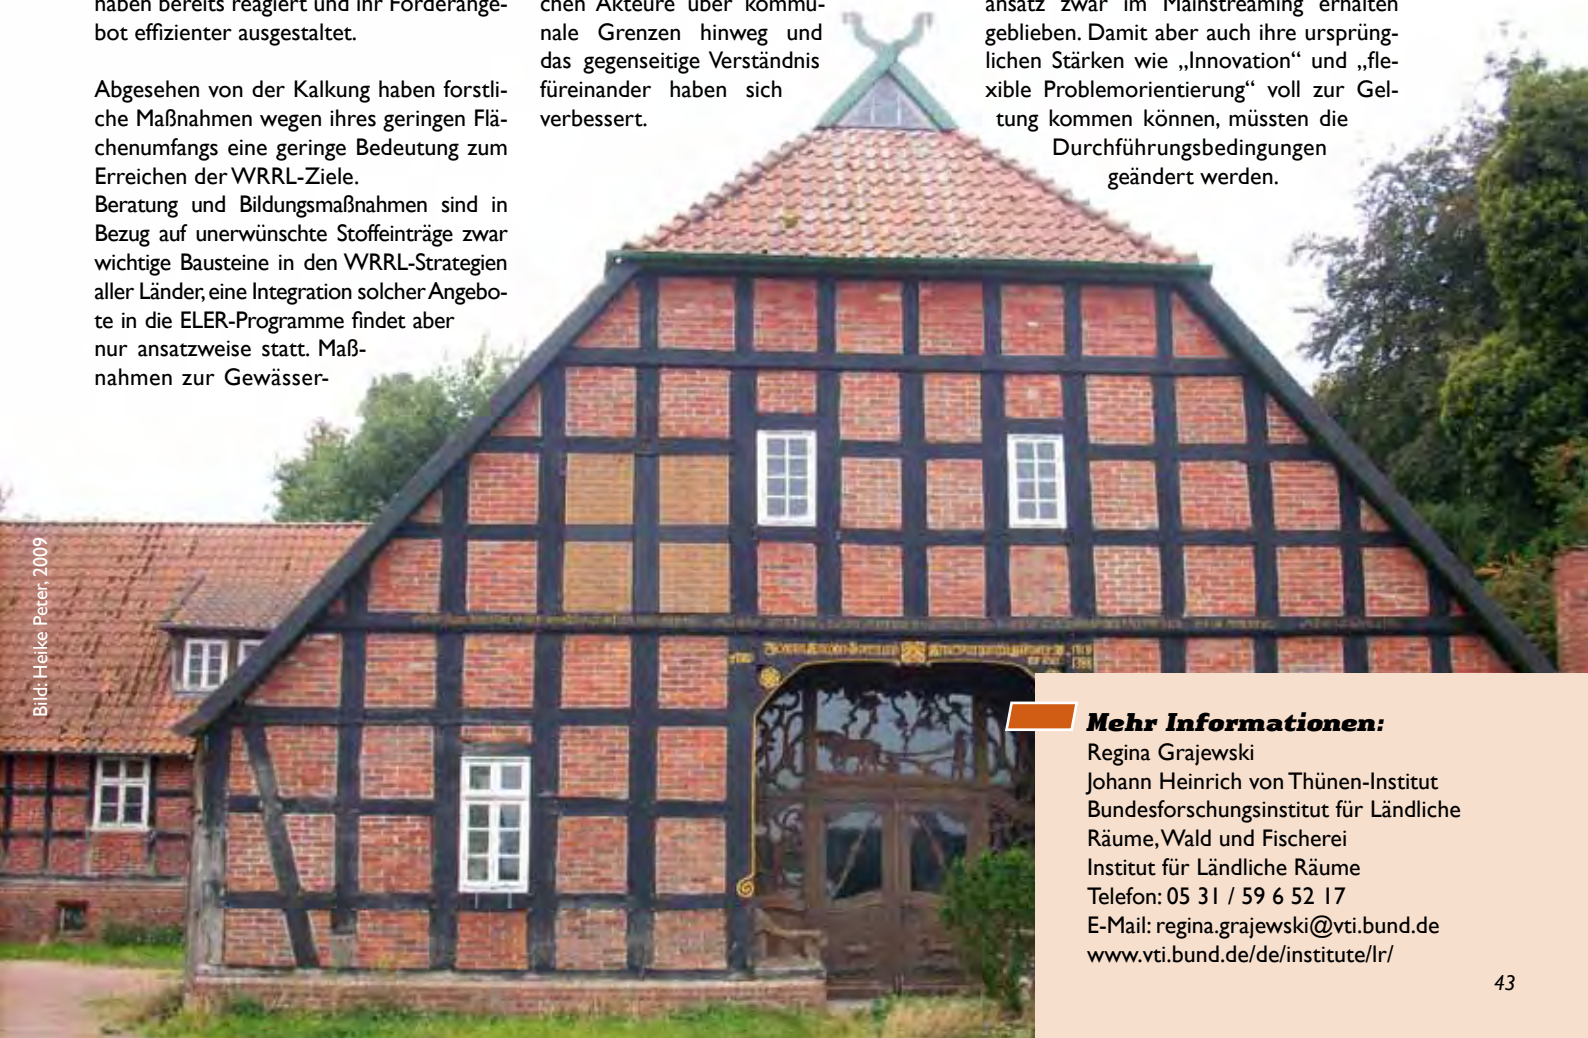 haben bereits reagiert und ihr Förderange-
bot effizienter ausgestaltet.
Abgesehen von der Kalkung haben forstli-
che Maßnahmen wegen ihres geringen Flä-
chenumfangs eine geringe Bedeutung zum
Erreichen der WRRL-Ziele.
Beratung und Bildungsmaßnahmen sind in
Bezug auf unerwünschte Stoffeinträge zwar
wichtige Bausteine in den WRRL-Strategien
aller Länder, eine Integration solcher Angebo-
te in die ELER-Programme findet aber
nur ansatzweise statt. Maß-
nahmen zur Gewässer-
chen Akteure über kommu-
nale Grenzen hinweg und
das gegenseitige Verständnis
füreinander haben sich
verbessert.
ansatz zwar im Mainstreaming erhalten
geblieben. Damit aber auch ihre ursprüng-
lichen Stärken wie „Innovation“ und „fle-
xible Problemorientierung“ voll zur Gel-
tung kommen können, müssten die
Durchführungsbedingungen
geändert werden.
Bild: Heike Peter, 2009
Mehr Informationen:
Regina Grajewski
Johann Heinrich von Thünen-Institut
Bundesforschungsinstitut für Ländliche
Räume, Wald und Fischerei
Institut für Ländliche Räume
Telefon: 05 31 / 59 6 52 17
E-Mail: regina.grajewski@vti.bund.de
www.vti.bund.de/de/institute/lr/
43